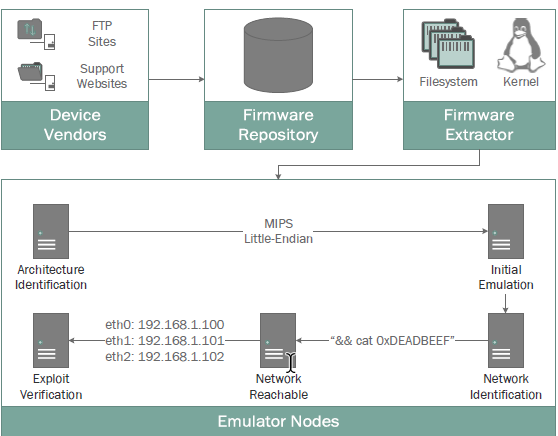 FTP
Sites
Support
Websites
Device
Vendors
Firmware
Repository
Filesystem
Kernel
Firmware
Extractor
MIPS
Little-Endian
Architecture
Identification
Initial
Emulation
eth0: 192.168.1.100
eth1: 192.168.1.101
eth2: 192.168.1.102
“&& cat 0xDEADBEEF”
Exploit
Verification
Network
Reachable
Network
Identification
Emulator Nodes